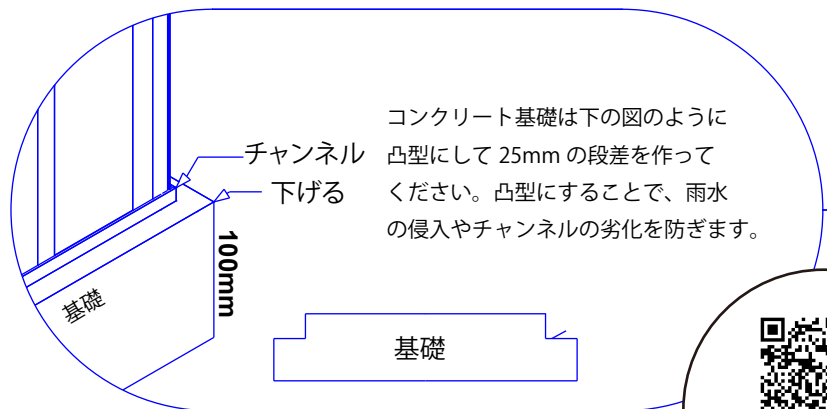 コンクリート基礎は下の図のように
凸型にして 25mm の段差を作って
ください。凸型にすることで、雨水
の侵入やチャンネルの劣化を防ぎます。
チャンネル
下げる
100mm
基礎
基礎